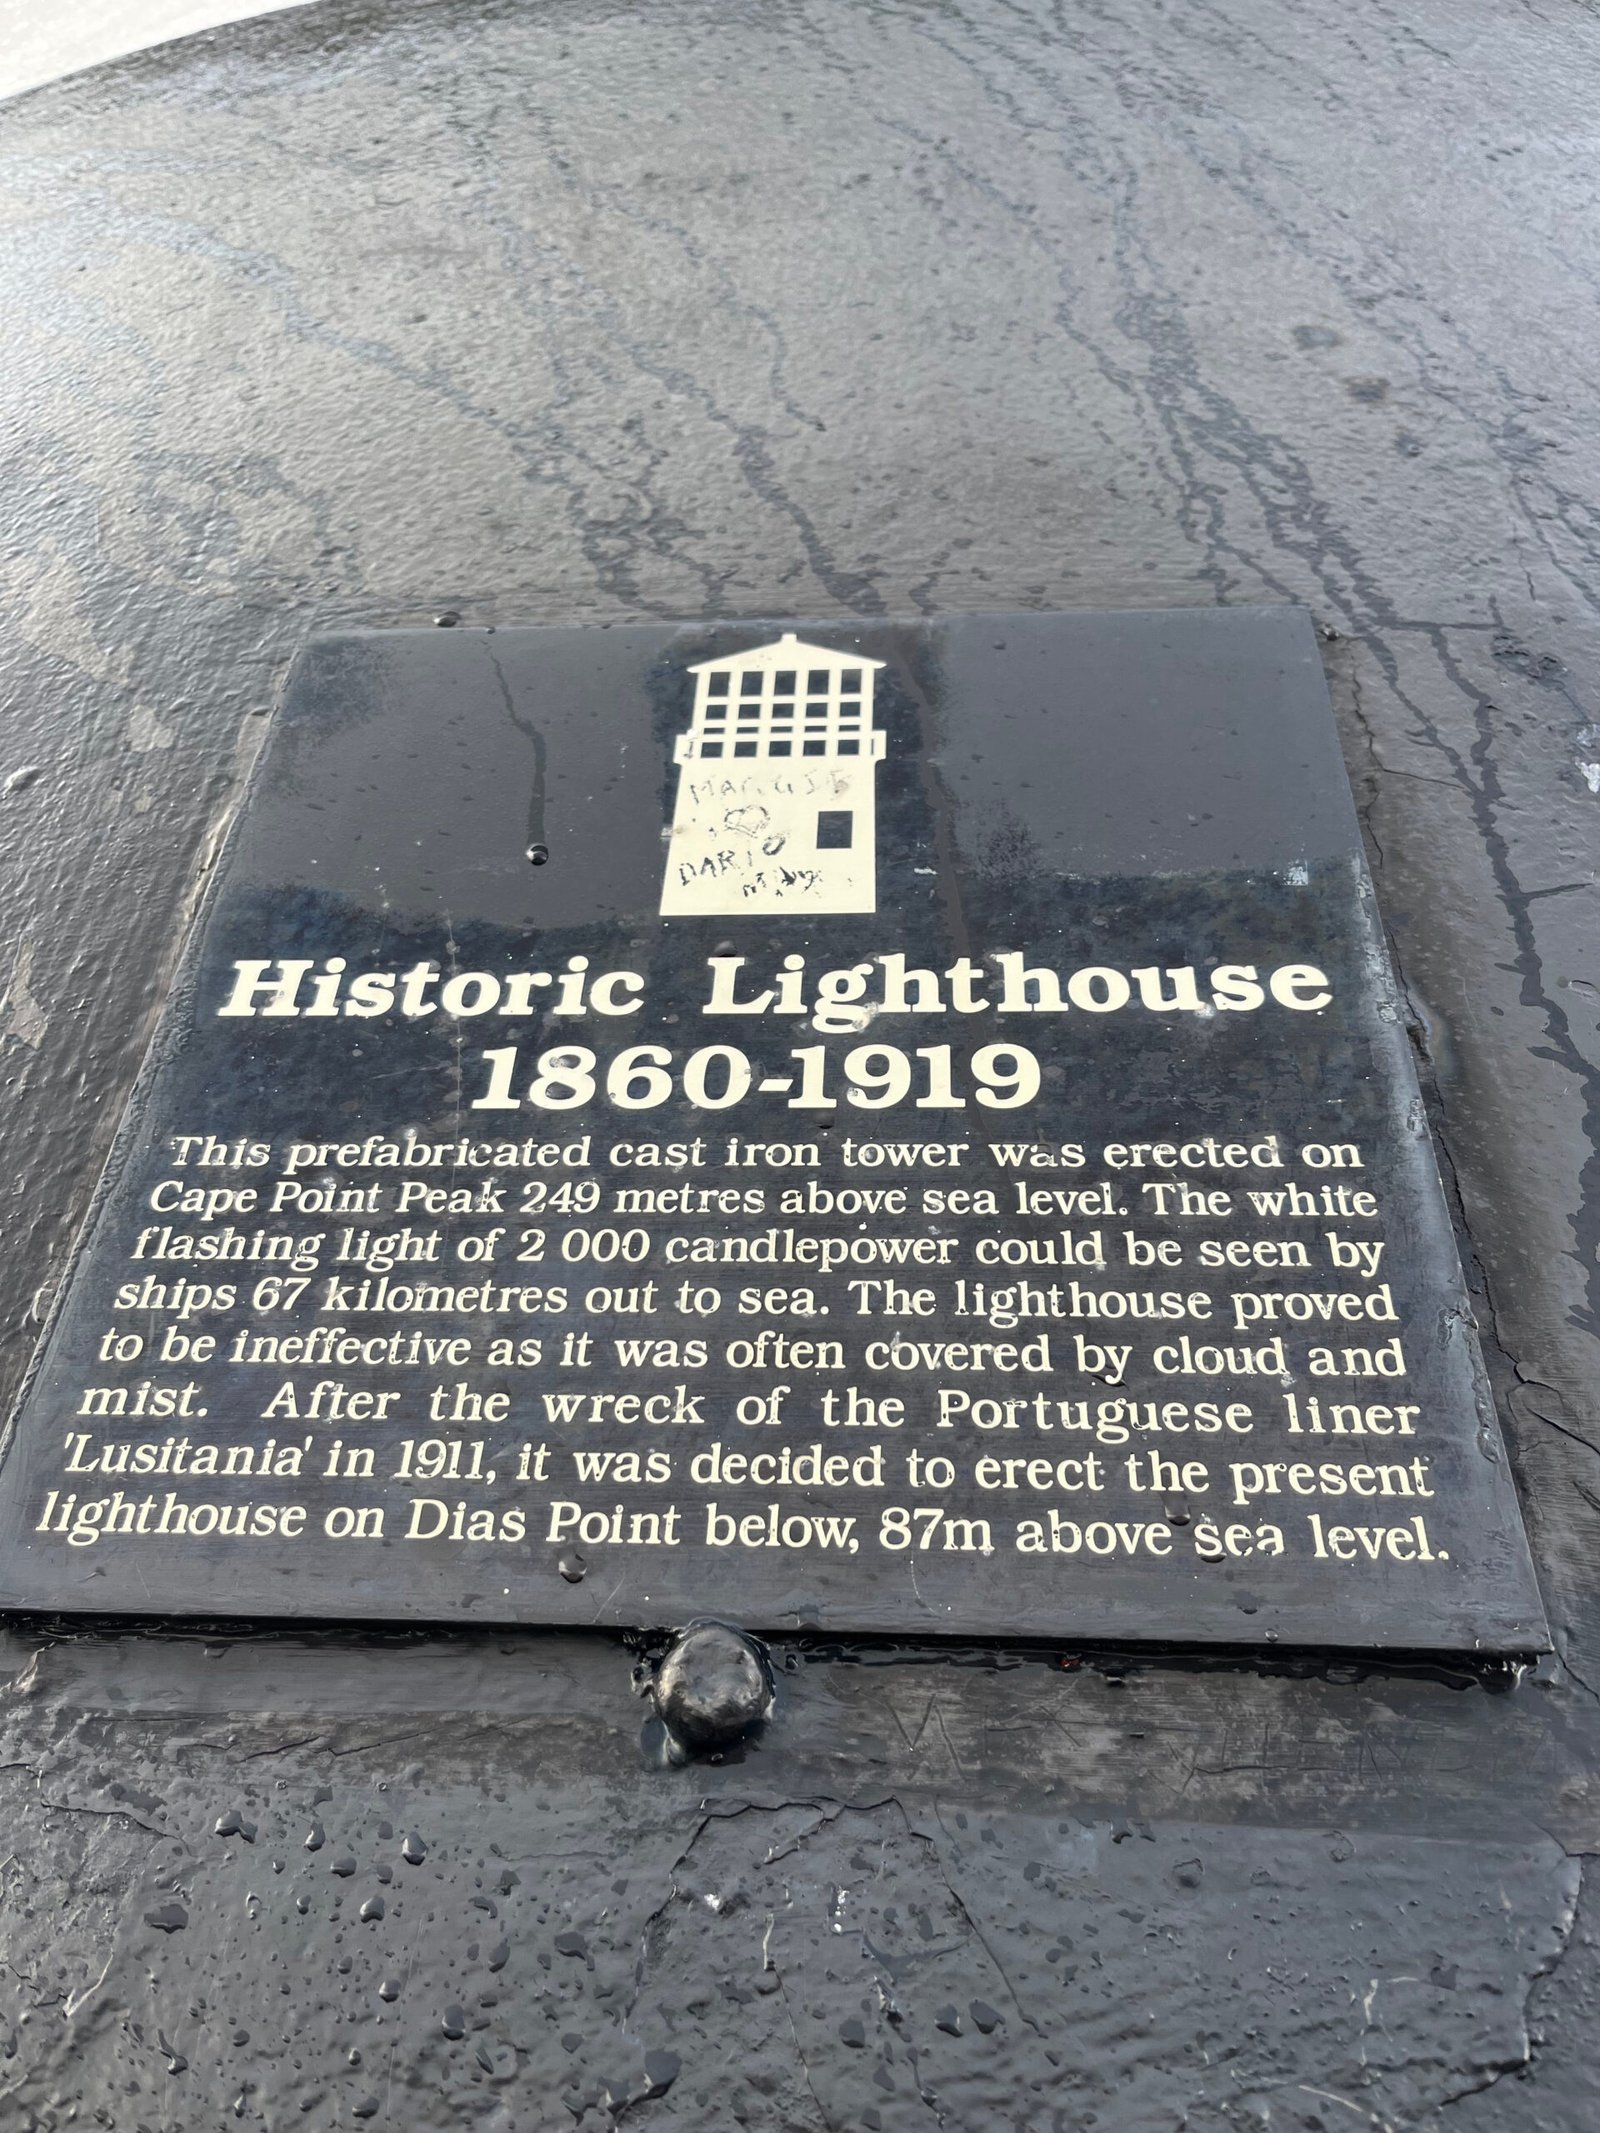 DARIO
Historic Lighthouse
1860-1919
This prefabricated cast iron tower was erected on
Cape Point Peak 249 metres above sea level. The white
flashing light of 2 000 candlepower could be seen by
ships 67 kilometres out to sea. The lighthouse proved
to be ineffective as it was often covered by cloud and
mist. After the wreck of the Portuguese liner
'Lusitania' in 1911, it was decided to erect the present
lighthouse on Dias Point below, 87m above sea level.